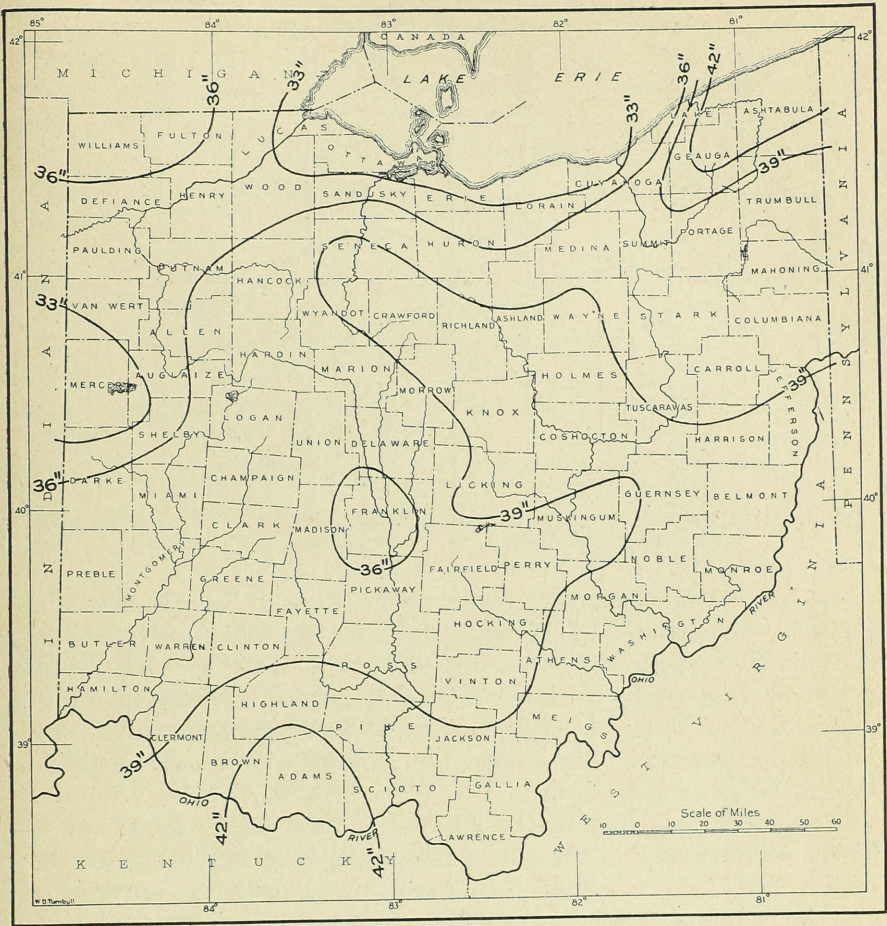 85° 84 83 82 81
42° 42°
CANADA
MICHIGAN
LAKE ERIE
36" 33" 33" 36" 42"
LAKE ASHTABULA
WILLIAMS FULTON LUCAS
OTTAWA
GEAUGA
39"
36"
DEFIANCE HENRY WOOD SANDUSKY ERIE LORAIN CUYAHOGA
TRUMBULL
PAULDING PUTNAM SENECA HURON MEDINA SUMMIT PORTAGE
MAHONING
41° 41°
HANCOCK
33"
VAN WERT WYANDOT CRAWFORD RICHLAND ASHLAND WAYNE STARK COLUMBIANA
ALLEN
HARDIN
MERCER AUGLAIZE MARION HOLMES CARROLL
JEFFERSON
39"
MORROW
KNOX TUSCARAWAS
LOGAN
SHELBY UNION DELAWARE COSHOCTON HARRISON
36"
DARKE MIAMI CHAMPAIGN LICKING GUERNSEY BELMONT
40° 40°
CLARK MADISON FRANKLIN 39" MUSKINGUM
MONTGOMERY
PREBLE GREENE 36" FAIRFIELD PERRY NOBLE MONROE
PICKAWAY MORGAN
FAYETTE RIVER
HOCKING WASHINGTON
BUTLER WARREN CLINTON
ROSS ATHENS
HAMILTON VINTON OHIO
HIGHLAND
PIKE MEIGS
39° 39°
CLERMONT JACKSON
39" BROWN
ADAMS SCIOTO GALLIA
OHIO
42" RIVER LAWRENCE
42"
INDIANA
PENNSYLVANIA
WEST VIRGINIA
KENTUCKY
Scale of Miles
10 0 10 20 30 40 50 60
W D Turnbull
84° 83° 82° 81°